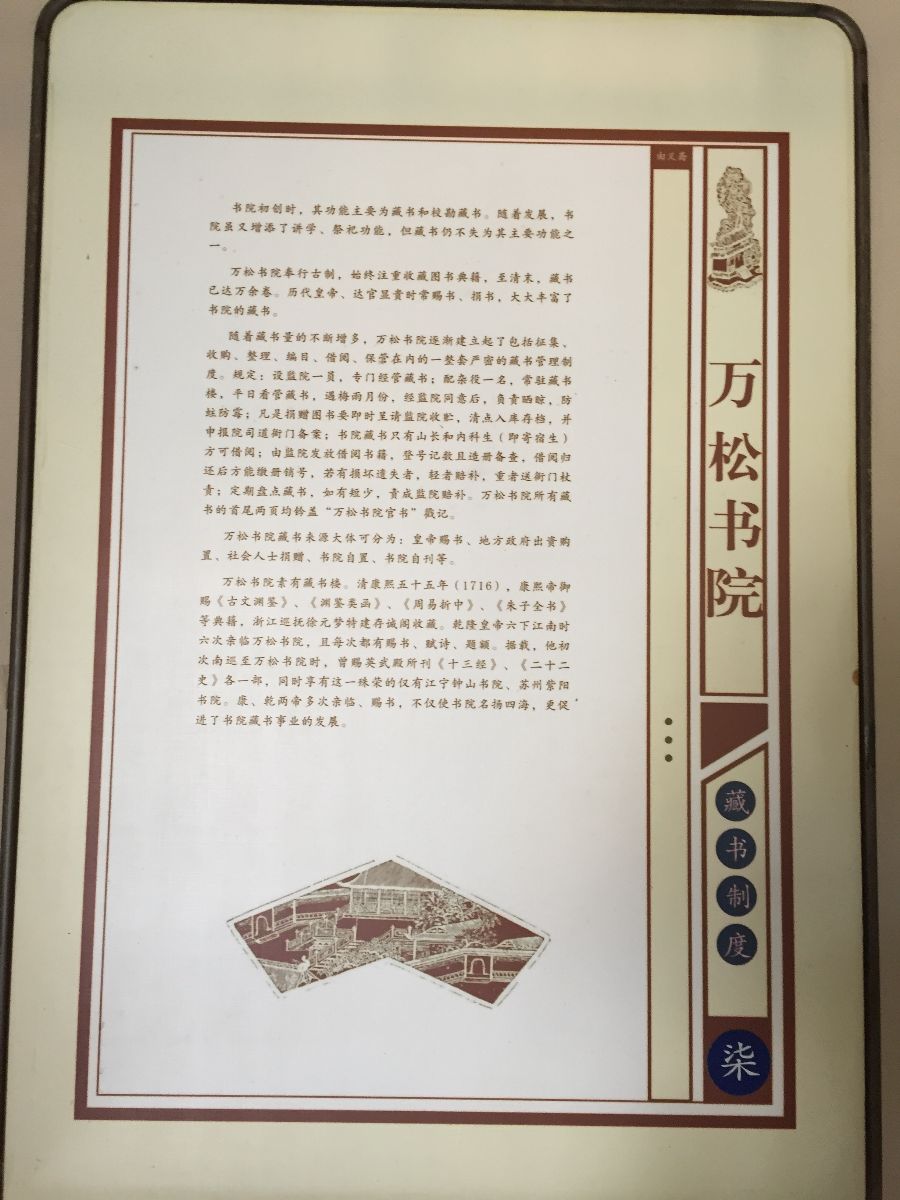 由义斋
万松书院
藏书制度
柒
书院初创时，其功能主要为藏书和校勘藏书。随着发展，书
院虽又增添了讲学、祭祀功能，但藏书仍不失为其主要功能之
一。
万松书院奉行古制，始终注重收藏图书典籍，至清末，藏书
已达万余卷。历代皇帝、达官显贵时常赐书、捐书，大大丰富了
书院的藏书。
随着藏书量的不断增多，万松书院逐渐建立起了包括征集、
收购、整理、编目、借阅、保管在内的一整套严密的藏书管理制
度。规定：设监院一员，专门经管藏书；配杂役一名，常驻藏书
楼，平日看管藏书，遇梅雨月份，经监院同意后，负责晒晾，防
蛀防霉；凡是捐赠图书要即时呈请监院收贮，清点入库存档，并
申报院司道衙门备案；书院藏书只有山长和内科生（即寄宿生）
方可借阅；由监院发放借阅书籍，登号记数且造册备查，借阅归
还后方能缴册销号，若有损坏遗失者，轻者赔补，重者送衙门杖
责；定期盘点藏书，如有短少，责成监院赔补。万松书院所有藏
书的首尾两页均钤盖“万松书院官书”戳记。
万松书院藏书来源大体可分为：皇帝赐书、地方政府出资购
置、社会人士捐赠、书院自置、书院自刊等。
万松书院素有藏书楼。清康熙五十五年（1716），康熙帝御
赐《古文渊鉴》、《渊鉴类函》、《周易折中》、《朱子全书》
等典籍，浙江巡抚徐元梦特建存诚阁收藏。乾隆皇帝六下江南时
六次亲临万松书院，且每次都有赐书、赋诗、题额。据载，他初
次南巡至万松书院时，曾赐英武殿所刊《十三经》、《二十二
史》各一部，同时享有这一殊荣的仅有江宁钟山书院、苏州紫阳
书院。康、乾两帝多次亲临、赐书，不仅使书院名扬四海，更促
进了书院藏书事业的发展。